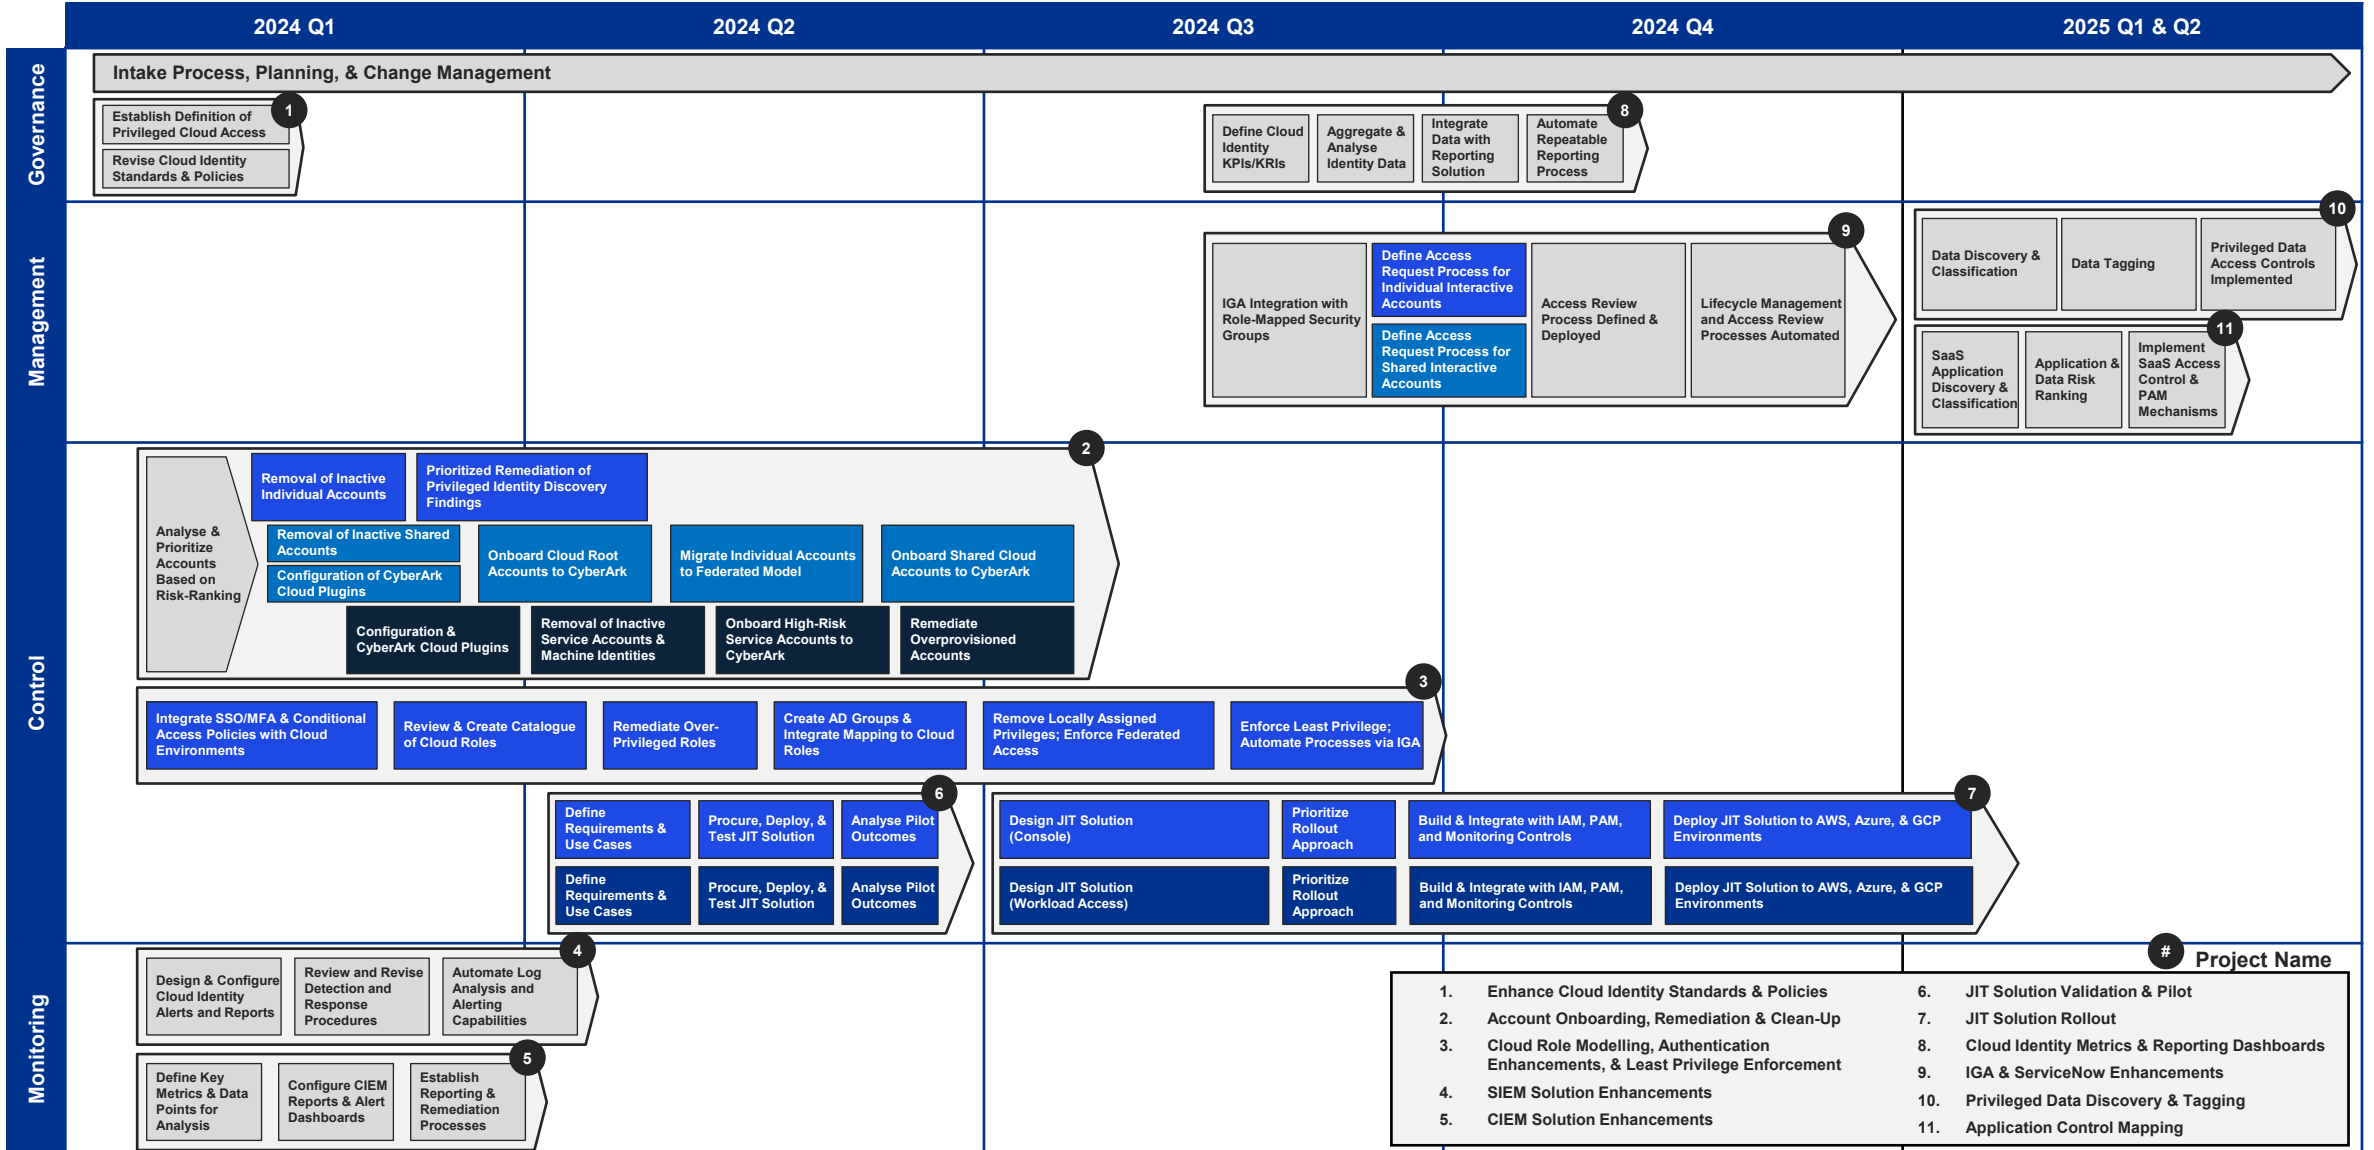 2024 Q1
2024 Q2
2024 Q3
2024 Q4
2025 Q1 & Q2
Governance
Intake Process, Planning, & Change Management
1
Establish Definition of
Privileged Cloud Access
Revise Cloud Identity
Standards & Policies
8
Define Cloud
Identity
KPIs/KRIs
Aggregate &
Analyse
Identity Data
Integrate
Data with
Reporting
Solution
Automate
Repeatable
Reporting
Process
Management
9
IGA Integration with
Role-Mapped Security
Groups
Define Access
Request Process for
Individual Interactive
Accounts
Define Access
Request Process for
Shared Interactive
Accounts
Access Review
Process Defined &
Deployed
Lifecycle Management
and Access Review
Processes Automated
10
Data Discovery &
Classification
Data Tagging
Privileged Data
Access Controls
Implemented
11
SaaS
Application
Discovery &
Classification
Application &
Data Risk
Ranking
Implement
SaaS Access
Control &
PAM
Mechanisms
Control
2
Analyse &
Prioritize
Accounts
Based on
Risk-Ranking
Removal of Inactive
Individual Accounts
Prioritized Remediation of
Privileged Identity Discovery
Findings
Removal of Inactive Shared
Accounts
Configuration of CyberArk
Cloud Plugins
Onboard Cloud Root
Accounts to CyberArk
Migrate Individual Accounts
to Federated Model
Onboard Shared Cloud
Accounts to CyberArk
Configuration &
CyberArk Cloud Plugins
Removal of Inactive
Service Accounts &
Machine Identities
Onboard High-Risk
Service Accounts to
CyberArk
Remediate
Overprovisioned
Accounts
3
Integrate SSO/MFA & Conditional
Access Policies with Cloud
Environments
Review & Create Catalogue
of Cloud Roles
Remediate Over-
Privileged Roles
Create AD Groups &
Integrate Mapping to Cloud
Roles
Remove Locally Assigned
Privileges; Enforce Federated
Access
Enforce Least Privilege;
Automate Processes via IGA
6
Define
Requirements &
Use Cases
Procure, Deploy, &
Test JIT Solution
Analyse Pilot
Outcomes
Define
Requirements &
Use Cases
Procure, Deploy, &
Test JIT Solution
Analyse Pilot
Outcomes
7
Design JIT Solution
(Console)
Prioritize
Rollout
Approach
Build & Integrate with IAM, PAM,
and Monitoring Controls
Deploy JIT Solution to AWS, Azure, & GCP
Environments
Design JIT Solution
(Workload Access)
Prioritize
Rollout
Approach
Build & Integrate with IAM, PAM,
and Monitoring Controls
Deploy JIT Solution to AWS, Azure, & GCP
Environments
Monitoring
4
Design & Configure
Cloud Identity
Alerts and Reports
Review and Revise
Detection and
Response
Procedures
Automate Log
Analysis and
Alerting
Capabilities
5
Define Key
Metrics & Data
Points for
Analysis
Configure CIEM
Reports & Alert
Dashboards
Establish
Reporting &
Remediation
Processes
# Project Name
1. Enhance Cloud Identity Standards & Policies
2. Account Onboarding, Remediation & Clean-Up
3. Cloud Role Modelling, Authentication
Enhancements, & Least Privilege Enforcement
4. SIEM Solution Enhancements
5. CIEM Solution Enhancements
6. JIT Solution Validation & Pilot
7. JIT Solution Rollout
8. Cloud Identity Metrics & Reporting Dashboards
9. IGA & ServiceNow Enhancements
10. Privileged Data Discovery & Tagging
11. Application Control Mapping